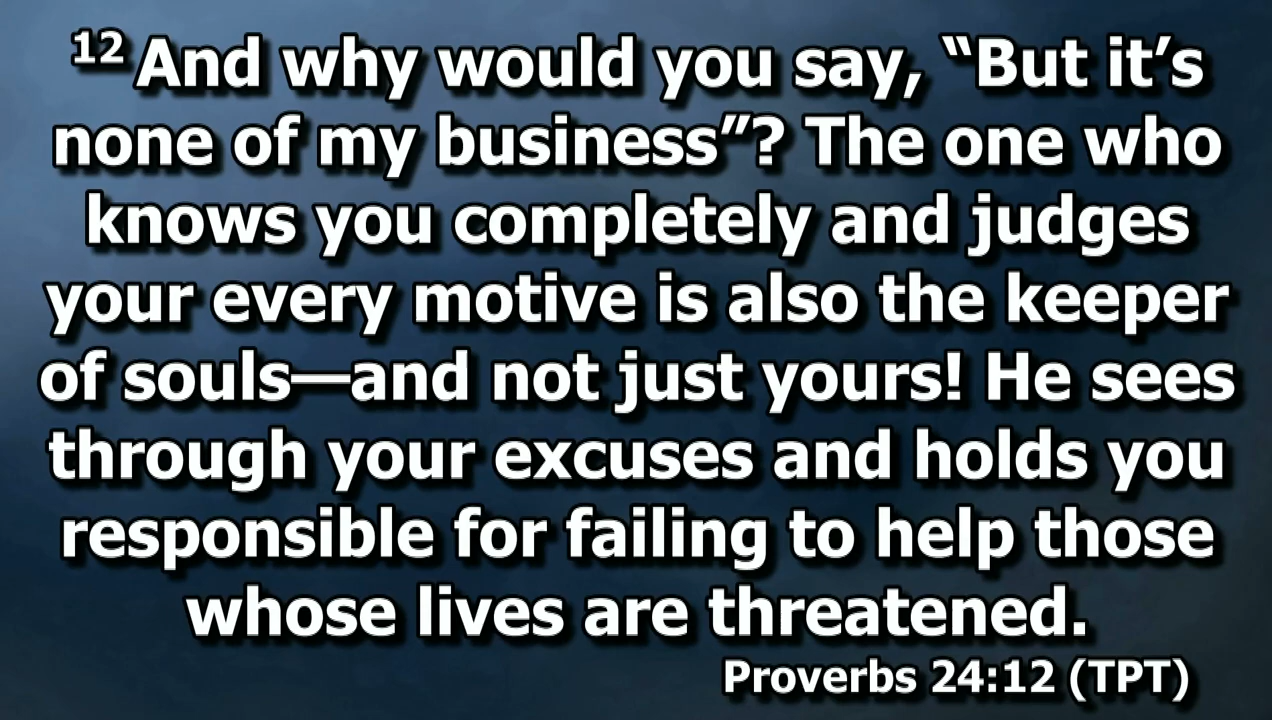 12 And why would you say, “But it’s
none of my business”? The one who
knows you completely and judges
your every motive is also the keeper
of souls—and not just yours! He sees
through your excuses and holds you
responsible for failing to help those
whose lives are threatened.
Proverbs 24:12 (TPT)